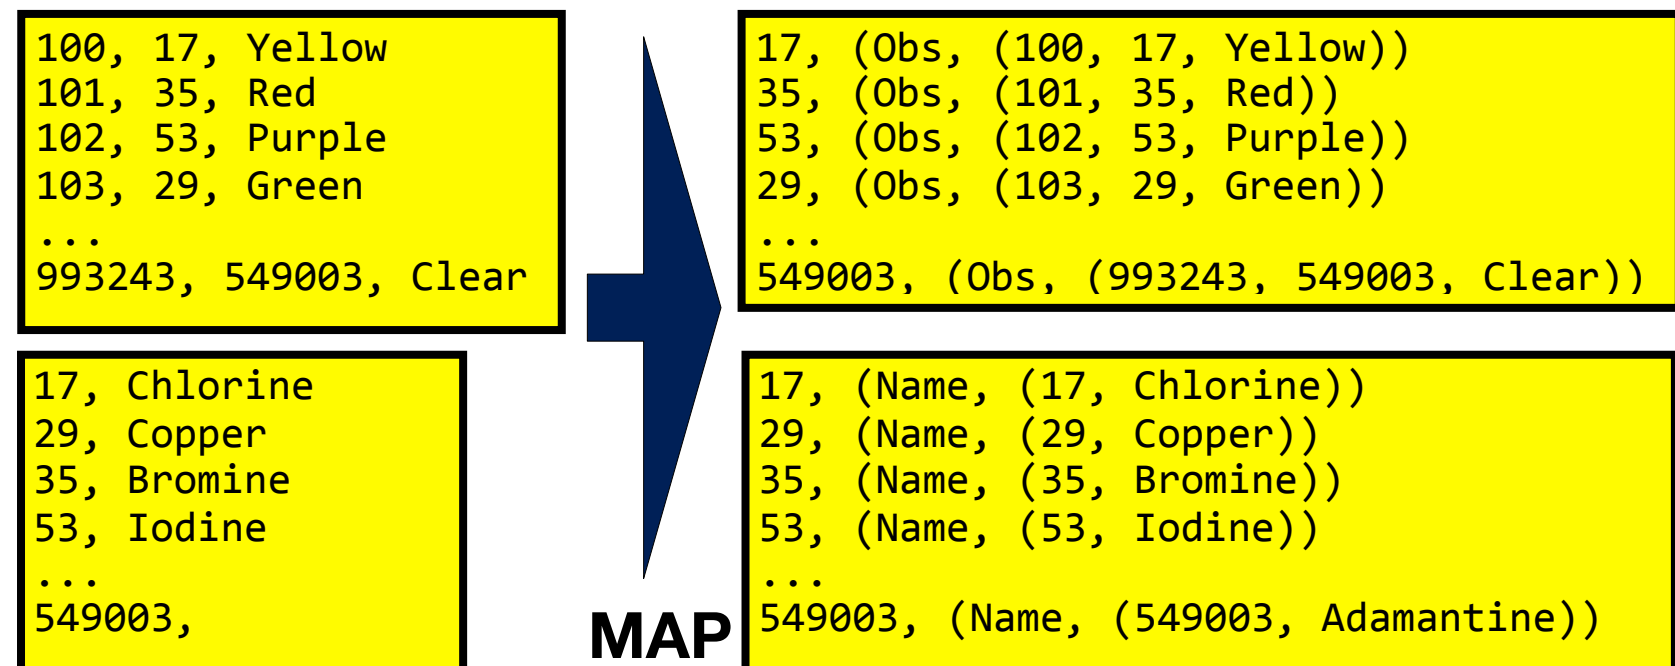 100, 17, Yellow
101, 35, Red
102, 53, Purple
103, 29, Green
...
993243, 549003, Clear
17, Chlorine
29, Copper
35, Bromine
53, Iodine
...
549003,
MAP
17, (Obs, (100, 17, Yellow))
35, (Obs, (101, 35, Red))
53, (Obs, (102, 53, Purple))
29, (Obs, (103, 29, Green))
...
549003, (Obs, (993243, 549003, Clear))
17, (Name, (17, Chlorine))
29, (Name, (29, Copper))
35, (Name, (35, Bromine))
53, (Name, (53, Iodine))
...
549003, (Name, (549003, Adamantine))